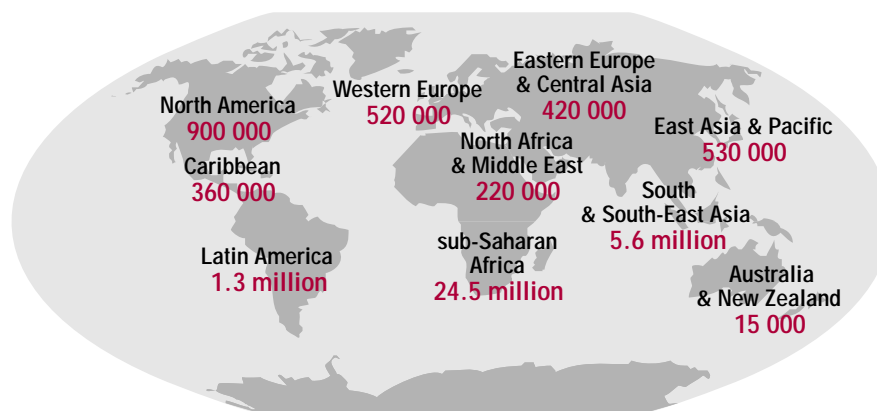 North America
900 000
Caribbean
360 000
Latin America
1.3 million
Western Europe
520 000
North Africa
& Middle East
220 000
sub-Saharan
Africa
24.5 million
Eastern Europe
& Central Asia
420 000
East Asia & Pacific
530 000
South
& South-East Asia
5.6 million
Australia
& New Zealand
15 000